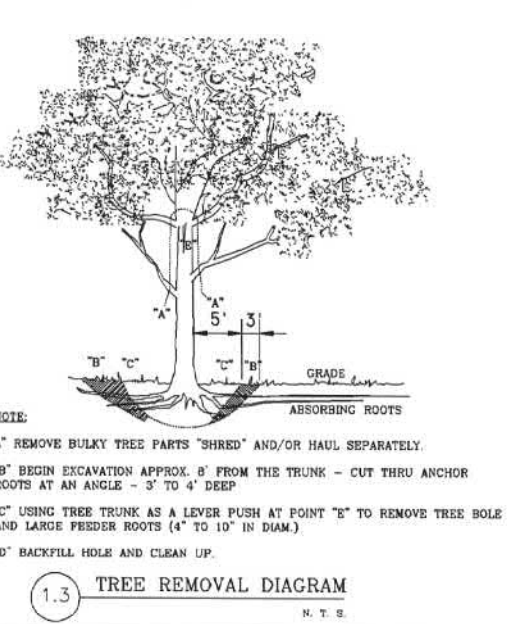 "E"
"A"
"A"
5' 3'
"B" "C" "C" "B"
GRADE
ABSORBING ROOTS
NOTE:
" REMOVE BULKY TREE PARTS "SHRED" AND/OR HAUL SEPARATELY.
B" BEGIN EXCAVATION APPROX. 8' FROM THE TRUNK – CUT THRU ANCHOR
ROOTS AT AN ANGLE – 3' TO 4' DEEP
C" USING TREE TRUNK AS A LEVER PUSH AT POINT "E" TO REMOVE TREE BOLE
AND LARGE FEEDER ROOTS (4" TO 10" IN DIAM.)
D" BACKFILL HOLE AND CLEAN UP.
1.3 TREE REMOVAL DIAGRAM
N. T. S.